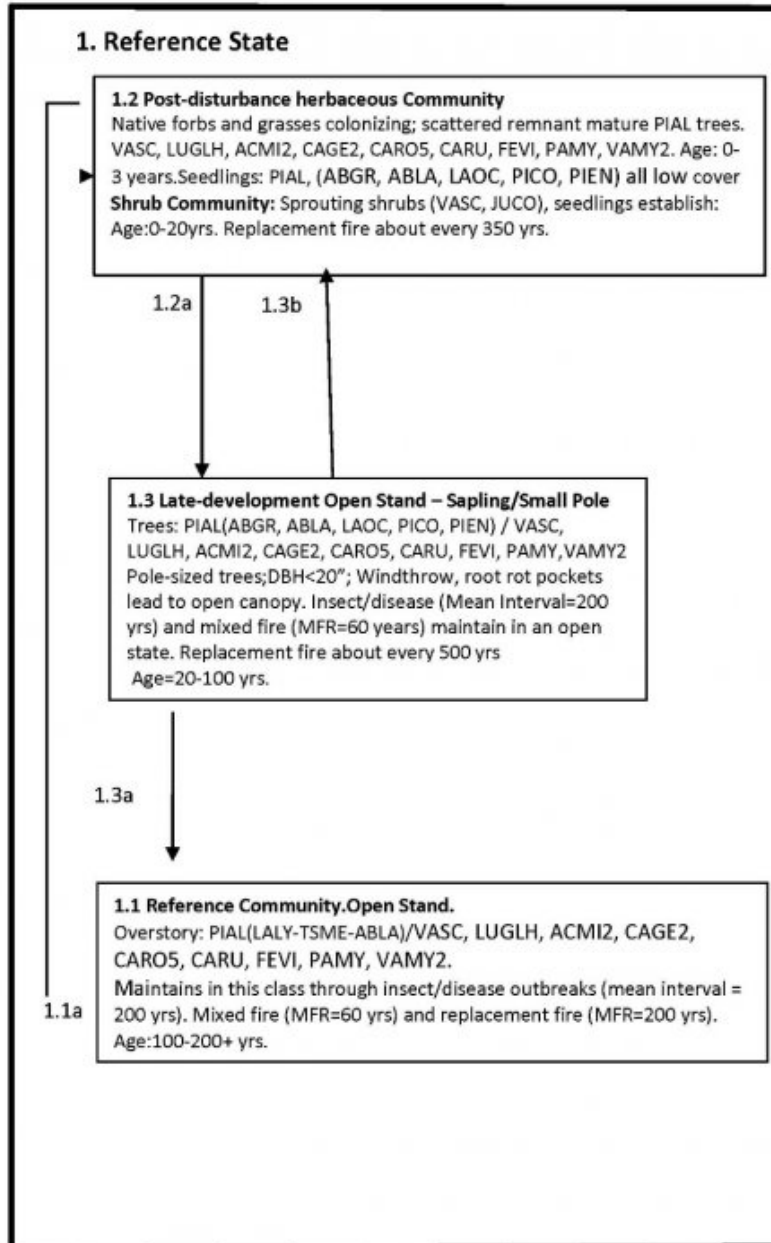 1. Reference State
1.2 Post-disturbance herbaceous Community
Native forbs and grasses colonizing; scattered remnant mature PIAL trees.
VASC, LUGLH, ACMI2, CAGE2, CARO5, CARU, FEVI, PAMY, VAMY2. Age: 0-
3 years.Seedlings: PIAL, (ABGR, ABLA, LAOC, PICO, PIEN) all low cover
Shrub Community: Sprouting shrubs (VASC, JUCO), seedlings establish:
Age:0-20yrs. Replacement fire about every 350 yrs.
1.2a
1.3b
1.3 Late-development Open Stand – Sapling/Small Pole
Trees: PIAL(ABGR, ABLA, LAOC, PICO, PIEN) / VASC,
LUGLH, ACMI2, CAGE2, CARO5, CARU, FEVI, PAMY,VAMY2
Pole-sized trees;DBH<20”; Windthrow, root rot pockets
lead to open canopy. Insect/disease (Mean Interval=200
yrs) and mixed fire (MFR=60 years) maintain in an open
state. Replacement fire about every 500 yrs
Age=20-100 yrs.
1.3a
1.1 Reference Community.Open Stand.
Overstory: PIAL(LALY-TSME-ABLA)/VASC, LUGLH, ACMI2, CAGE2,
CARO5, CARU, FEVI, PAMY, VAMY2.
Maintains in this class through insect/disease outbreaks (mean interval =
200 yrs). Mixed fire (MFR=60 yrs) and replacement fire (MFR=200 yrs).
Age:100-200+ yrs.
1.1a